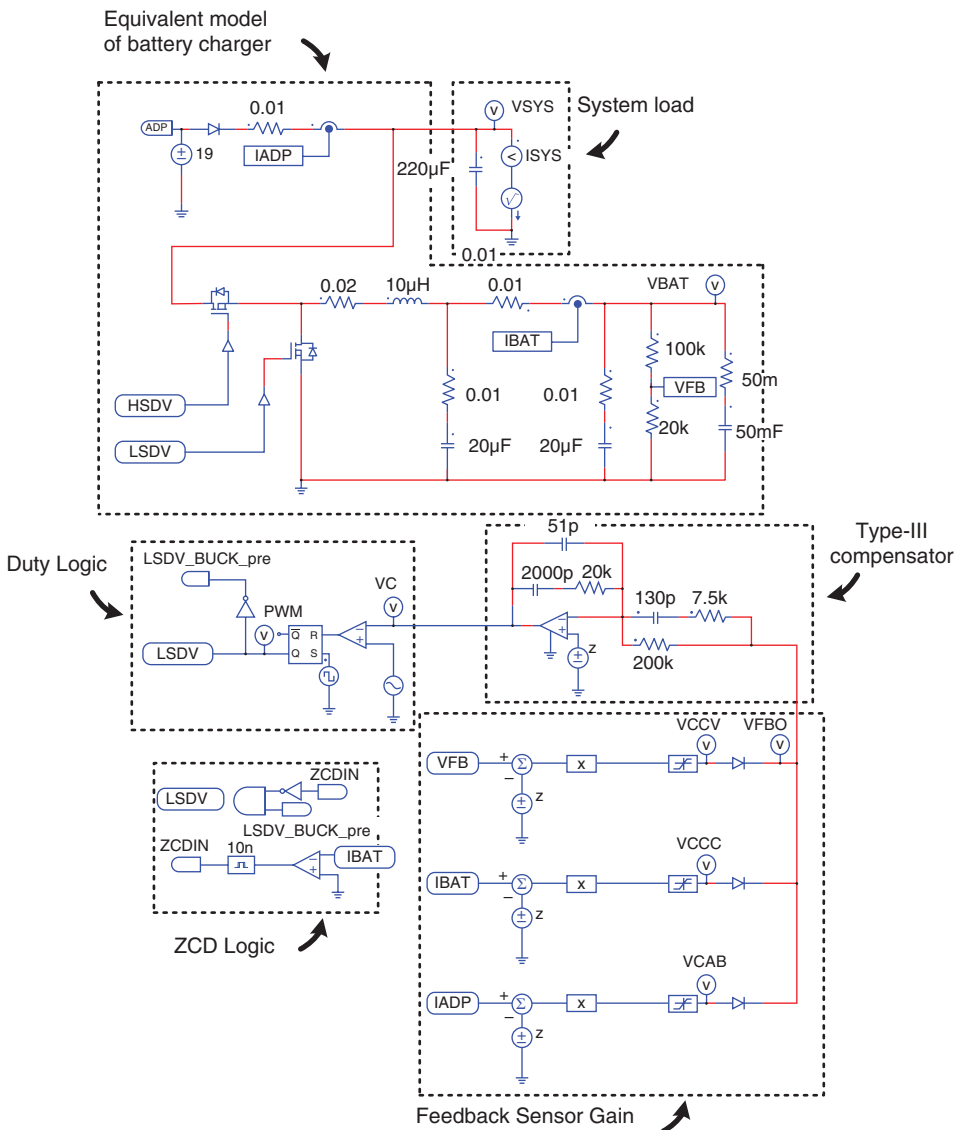 Equivalent model
of battery charger
ADP
0.01
19
IADP
220µF
VSYS
ISYS
System load
0.01
0.02
10µH
0.01
VBAT
IBAT
100k
VFB
20k
50m
50mF
0.01
20µF
0.01
20µF
HSDV
LSDV
Duty Logic
LSDV_BUCK_pre
PWM
VC
LSDV
Q R
Q S
51p
2000p
20k
130p
7.5k
200k
z
Type-III
compensator
ZCDIN
LSDV
LSDV_BUCK_pre
ZCDIN
10n
IBAT
ZCD Logic
VFB
+
−
Σ
z
x
VCCV
VFBO
IBAT
+
−
Σ
z
x
VCCC
IADP
+
−
Σ
z
x
VCAB
Feedback Sensor Gain